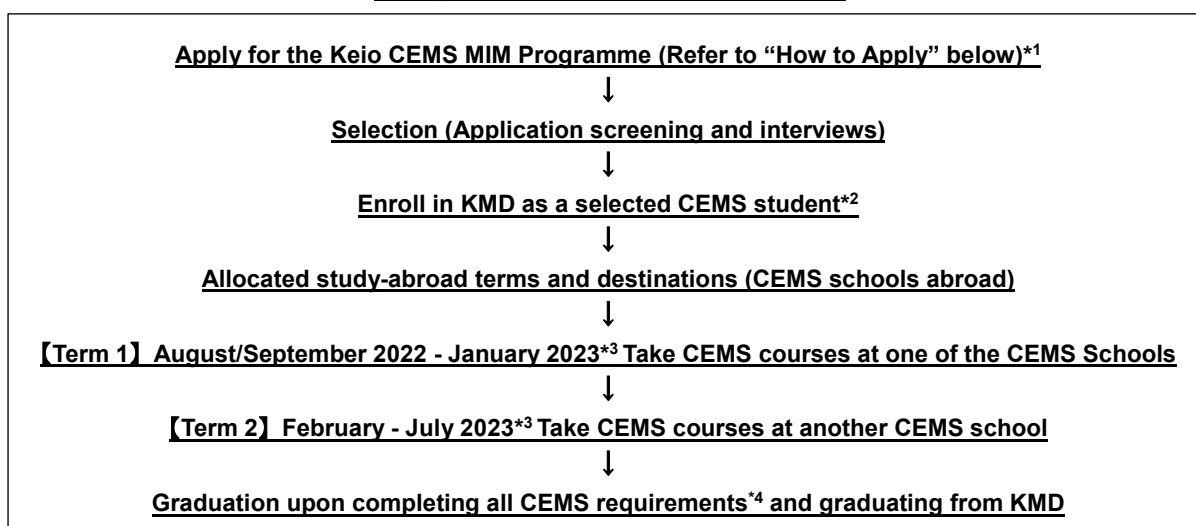 Apply for the Keio CEMS MIM Programme (Refer to “How to Apply” below)*1
↓
Selection (Application screening and interviews)
↓
Enroll in KMD as a selected CEMS student*2
↓
Allocated study-abroad terms and destinations (CEMS schools abroad)
↓
【Term 1】 August/September 2022 - January 2023*3 Take CEMS courses at one of the CEMS Schools
↓
【Term 2】 February - July 2023*3 Take CEMS courses at another CEMS school
↓
Graduation upon completing all CEMS requirements*4 and graduating from KMD